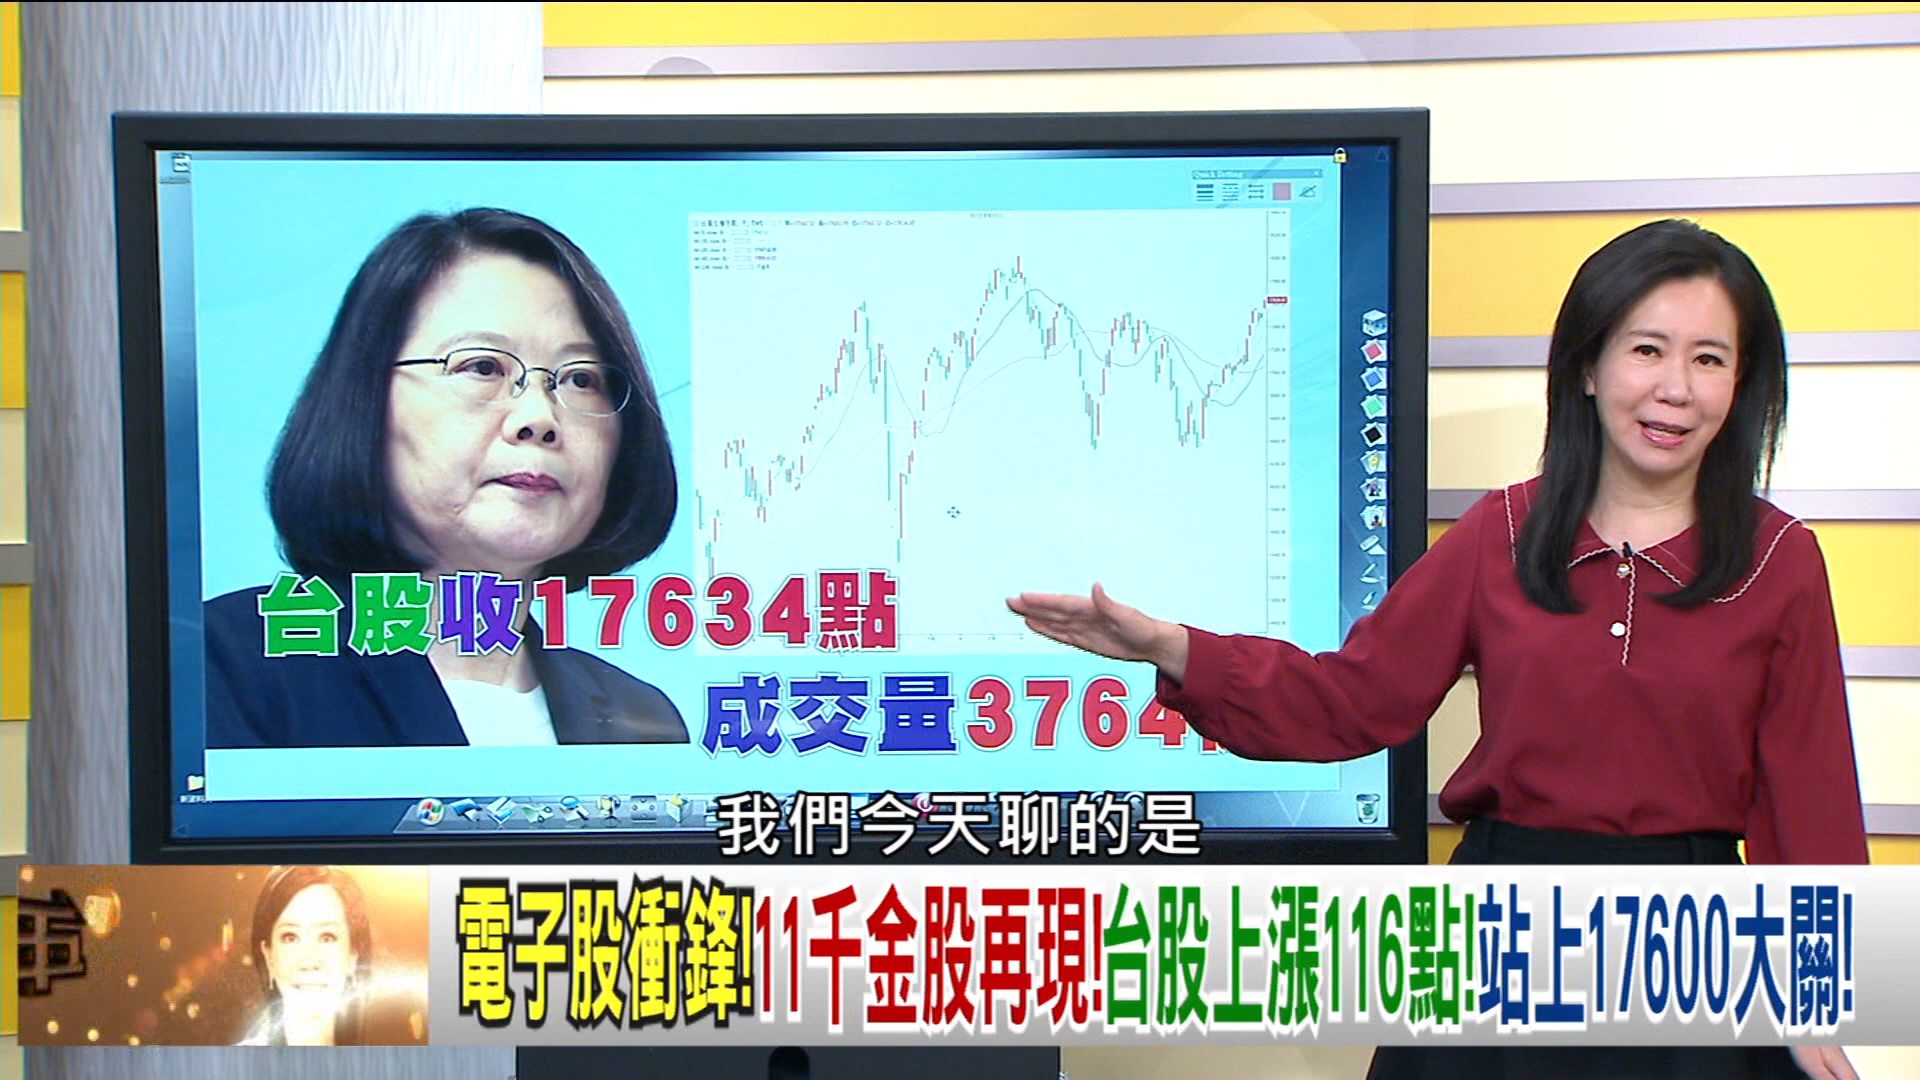 Quick Setting
台股收17634點
成交量3764
我們今天聊的是
電子股衝鋒!11千金股再現!台股上漲116點!站上17600大關!